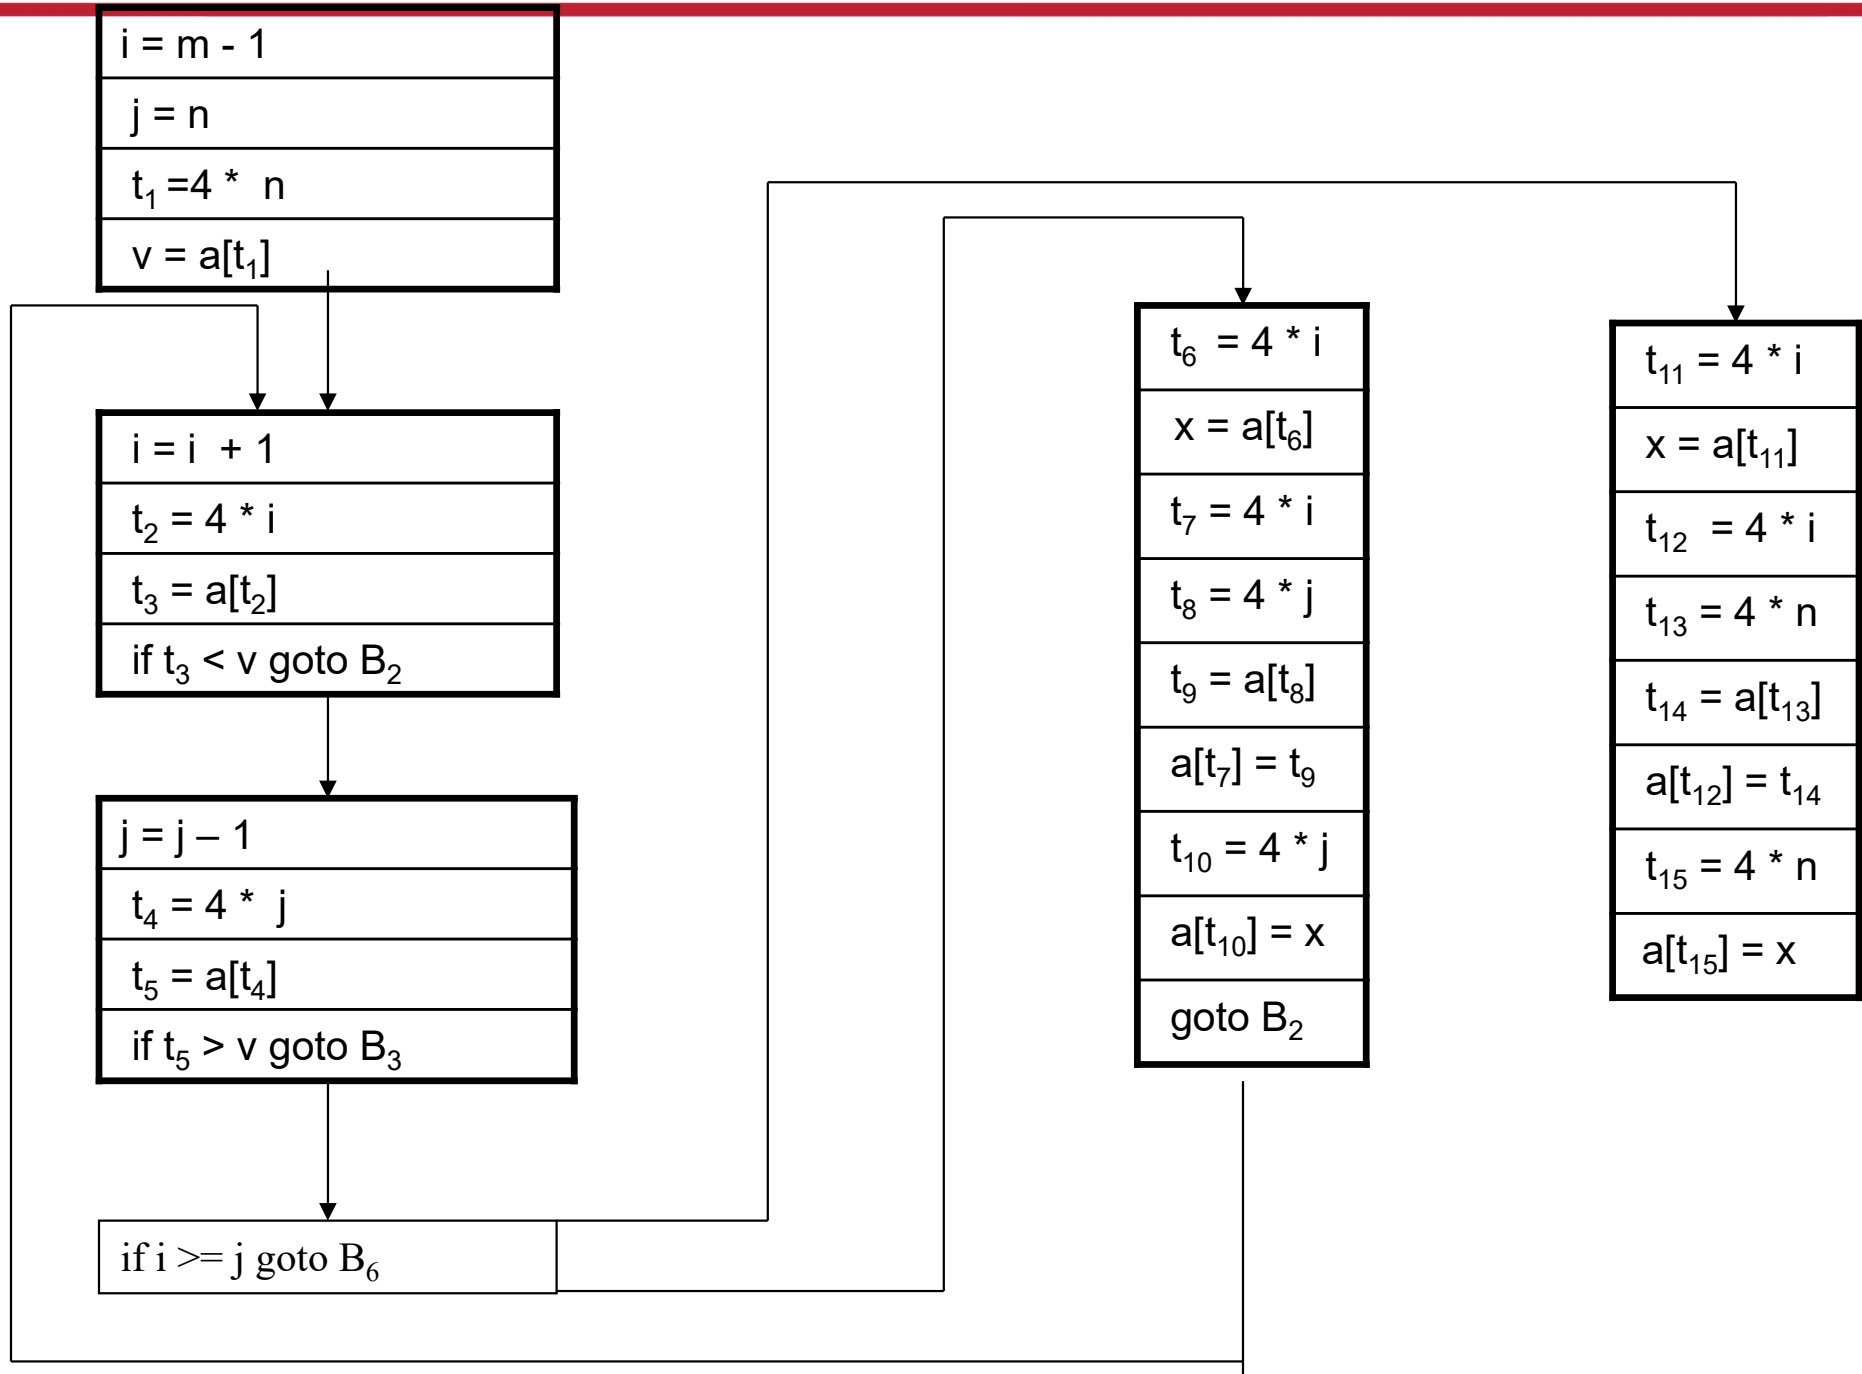 i = m - 1
j = n
t₁ =4 * n
v = a[t₁]
i = i + 1
t₂ = 4 * i
t₃ = a[t₂]
if t₃ < v goto B₂
j = j – 1
t₄ = 4 * j
t₅ = a[t₄]
if t₅ > v goto B₃
if i >= j goto B₆
t₆ = 4 * i
x = a[t₆]
t₇ = 4 * i
t₈ = 4 * j
t₉ = a[t₈]
a[t₇] = t₉
t₁₀ = 4 * j
a[t₁₀] = x
goto B₂
t₁₁ = 4 * i
x = a[t₁₁]
t₁₂ = 4 * i
t₁₃ = 4 * n
t₁₄ = a[t₁₃]
a[t₁₂] = t₁₄
t₁₅ = 4 * n
a[t₁₅] = x